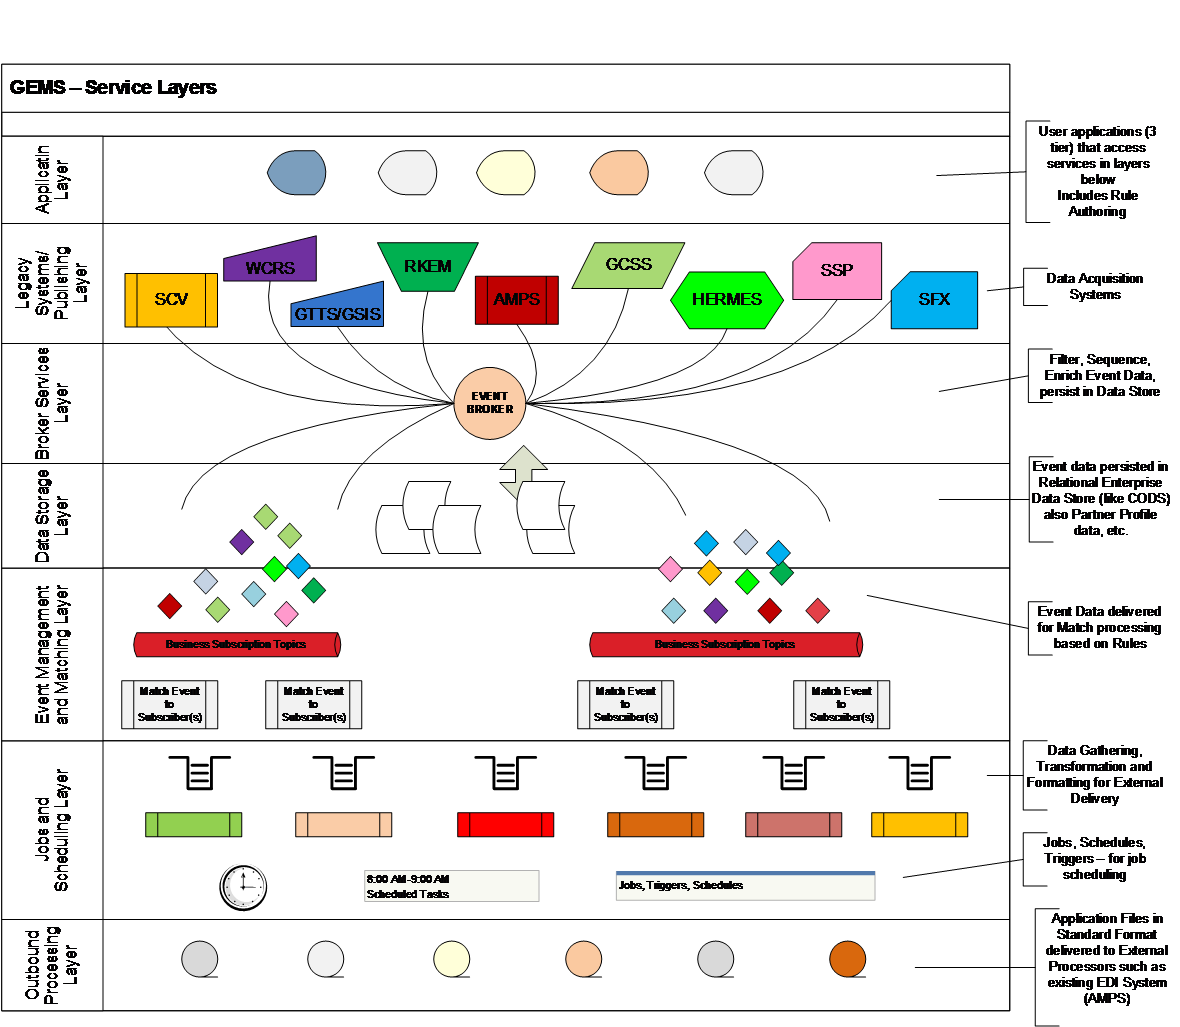 GEMS – Service Layers
Applicatin
Layer
User applications (3
tier) that access
services in layers
below
Includes Rule
Authoring
Legacy
Systems/
Publishing
Layer
SCV
WCRS
GTTS/GSIS
RKEM
AMPS
GCSS
HERMES
SSP
SFX
Data Acquisition
Systems
Broker Services
Layer
EVENT
BROKER
Filter, Sequence,
Enrich Event Data,
persist in Data Store
Data Storage
Layer
Event data persisted in
Relational Enterprise
Data Store (like CODS)
also Partner Profile
data, etc.
Event Management
and Matching Layer
Business Subscription Topics
Business Subscription Topics
Match Event
to
Subscriber(s)
Match Event
to
Subscriber(s)
Match Event
to
Subscriber(s)
Match Event
to
Subscriber(s)
Event Data delivered
for Match processing
based on Rules
Jobs and
Scheduling Layer
Data Gathering,
Transformation and
Formatting for External
Delivery
8:00 AM-9:00 AM
Scheduled Tasks
Jobs, Triggers, Schedules
Jobs, Schedules,
Triggers – for job
scheduling
Outbound
Processing
Layer
Application Files in
Standard Format
delivered to External
Processors such as
existing EDI System
(AMPS)